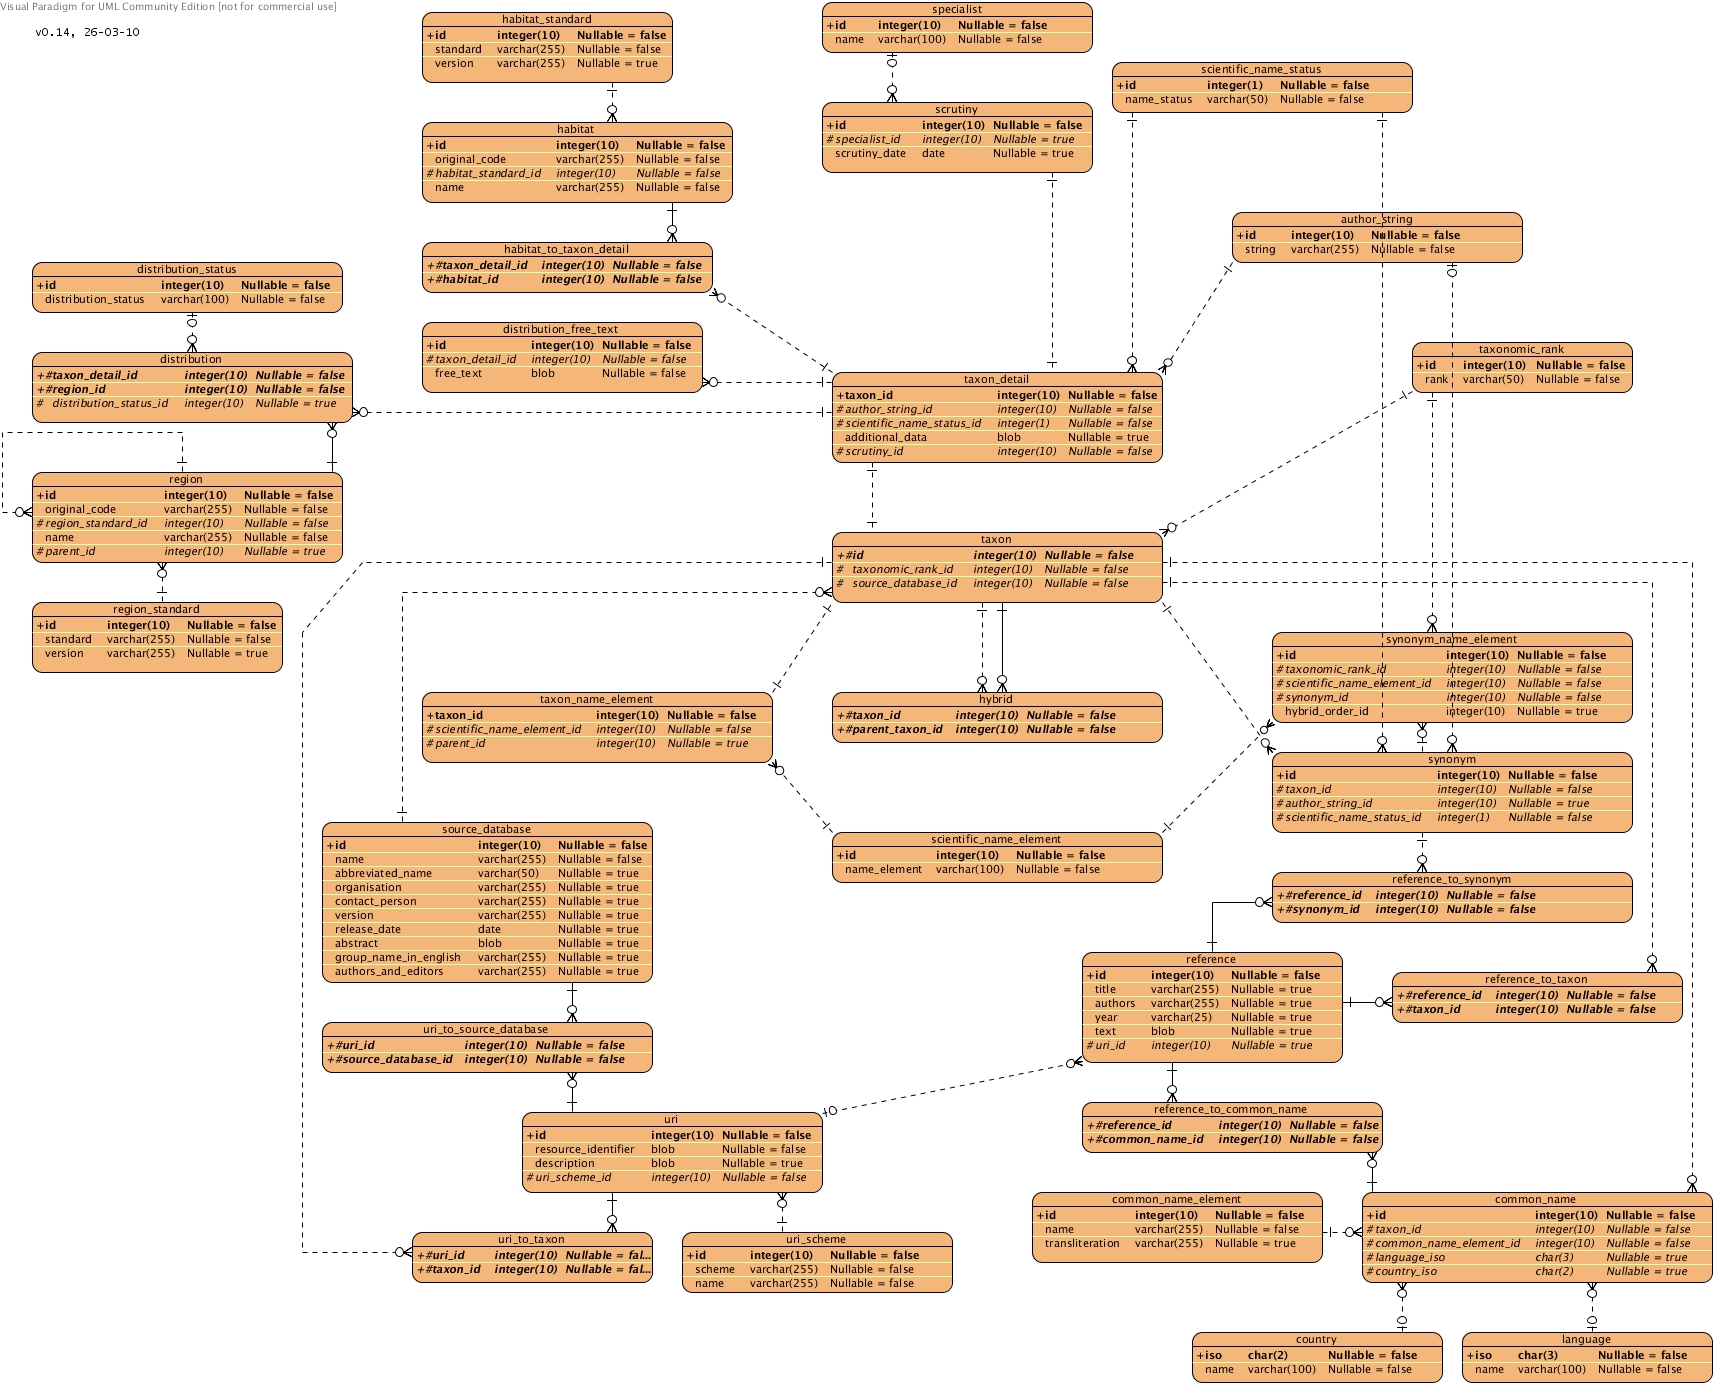 Visual Paradigm for UML Community Edition [not for commercial use]
v0.14, 26-03-10
habitat_standard
+id integer(10) Nullable = false
standard varchar(255) Nullable = false
version varchar(255) Nullable = true
specialist
+id integer(10) Nullable = false
name varchar(100) Nullable = false
scientific_name_status
+id integer(1) Nullable = false
name_status varchar(50) Nullable = false
habitat
+id integer(10) Nullable = false
original_code varchar(255) Nullable = false
#habitat_standard_id integer(10) Nullable = false
name varchar(255) Nullable = false
scrutiny
+id integer(10) Nullable = false
#specialist_id integer(10) Nullable = true
scrutiny_date date Nullable = true
author_string
+id integer(10) Nullable = false
string varchar(255) Nullable = false
habitat_to_taxon_detail
+#taxon_detail_id integer(10) Nullable = false
+#habitat_id integer(10) Nullable = false
distribution_status
+id integer(10) Nullable = false
distribution_status varchar(100) Nullable = false
distribution_free_text
+id integer(10) Nullable = false
#taxon_detail_id integer(10) Nullable = false
free_text blob Nullable = false
taxonomic_rank
+id integer(10) Nullable = false
rank varchar(50) Nullable = false
distribution
+#taxon_detail_id integer(10) Nullable = false
+#region_id integer(10) Nullable = false
# distribution_status_id integer(10) Nullable = true
taxon_detail
+taxon_id integer(10) Nullable = false
#author_string_id integer(10) Nullable = false
#scientific_name_status_id integer(1) Nullable = false
additional_data blob Nullable = true
#scrutiny_id integer(10) Nullable = false
region
+id integer(10) Nullable = false
original_code varchar(255) Nullable = false
#region_standard_id integer(10) Nullable = false
name varchar(255) Nullable = false
#parent_id integer(10) Nullable = true
taxon
+#id integer(10) Nullable = false
# taxonomic_rank_id integer(10) Nullable = false
# source_database_id integer(10) Nullable = false
region_standard
+id integer(10) Nullable = false
standard varchar(255) Nullable = false
version varchar(255) Nullable = true
synonym_name_element
+id integer(10) Nullable = false
#taxonomic_rank_id integer(10) Nullable = false
#scientific_name_element_id integer(10) Nullable = false
#synonym_id integer(10) Nullable = false
hybrid_order_id integer(10) Nullable = true
taxon_name_element
+taxon_id integer(10) Nullable = false
#scientific_name_element_id integer(10) Nullable = false
#parent_id integer(10) Nullable = true
hybrid
+#taxon_id integer(10) Nullable = false
+#parent_taxon_id integer(10) Nullable = false
synonym
+id integer(10) Nullable = false
#taxon_id integer(10) Nullable = false
#author_string_id integer(10) Nullable = true
#scientific_name_status_id integer(1) Nullable = false
source_database
+id integer(10) Nullable = false
name varchar(255) Nullable = false
abbreviated_name varchar(50) Nullable = true
organisation varchar(255) Nullable = true
contact_person varchar(255) Nullable = true
version varchar(255) Nullable = true
release_date date Nullable = true
abstract blob Nullable = true
group_name_in_english varchar(255) Nullable = true
authors_and_editors varchar(255) Nullable = true
scientific_name_element
+id integer(10) Nullable = false
name_element varchar(100) Nullable = false
reference_to_synonym
+#reference_id integer(10) Nullable = false
+#synonym_id integer(10) Nullable = false
reference
+id integer(10) Nullable = false
title varchar(255) Nullable = true
authors varchar(255) Nullable = true
year varchar(25) Nullable = true
text blob Nullable = true
#uri_id integer(10) Nullable = true
reference_to_taxon
+#reference_id integer(10) Nullable = false
+#taxon_id integer(10) Nullable = false
uri_to_source_database
+#uri_id integer(10) Nullable = false
+#source_database_id integer(10) Nullable = false
reference_to_common_name
+#reference_id integer(10) Nullable = false
+#common_name_id integer(10) Nullable = false
uri
+id integer(10) Nullable = false
resource_identifier blob Nullable = false
description blob Nullable = true
#uri_scheme_id integer(10) Nullable = false
common_name_element
+id integer(10) Nullable = false
name varchar(255) Nullable = false
transliteration varchar(255) Nullable = true
common_name
+id integer(10) Nullable = false
#taxon_id integer(10) Nullable = false
#common_name_element_id integer(10) Nullable = false
#language_iso char(3) Nullable = true
#country_iso char(2) Nullable = true
uri_to_taxon
+#uri_id integer(10) Nullable = fal...
+#taxon_id integer(10) Nullable = fal...
uri_scheme
+id integer(10) Nullable = false
scheme varchar(255) Nullable = false
name varchar(255) Nullable = false
country
+iso char(2) Nullable = false
name varchar(100) Nullable = false
language
+iso char(3) Nullable = false
name varchar(100) Nullable = false